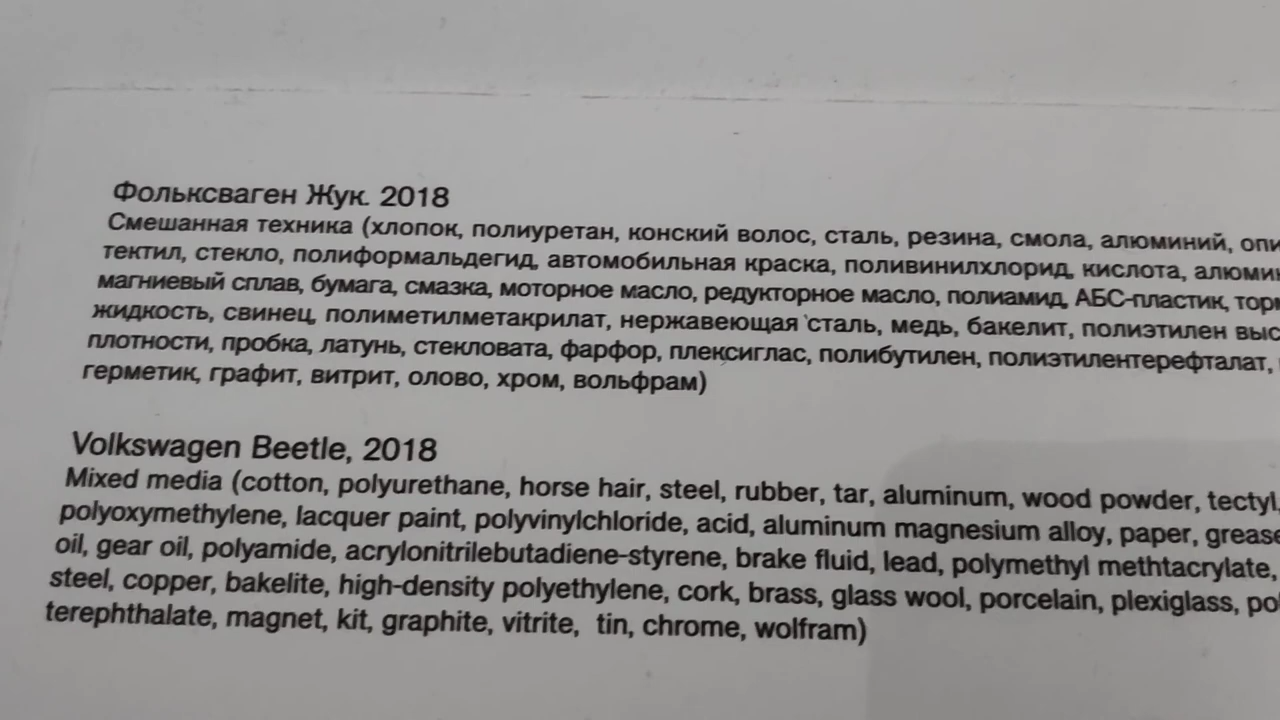 Фольксваген Жук. 2018
Смешанная техника (хлопок, полиуретан, конский волос, сталь, резина, смола, алюминий,
тектил, стекло, полиформальдегид, автомобильная краска, поливинилхлорид, кислота,
магниевый сплав, бумага, смазка, моторное масло, редукторное масло, полиамид, АБС-пластик,
жидкость, свинец, полиметилметакрилат, нержавеющая сталь, медь, бакелит, полиэтилен
плотности, пробка, латунь, стекловата, фарфор, плексиглас, полибутилен, полиэтилентерефталат,
герметик, графит, витрит, олово, хром, вольфрам)
Volkswagen Beetle, 2018
Mixed media (cotton, polyurethane, horse hair, steel, rubber, tar, aluminum, wood powder, tectyl,
polyoxymethylene, lacquer paint, polyvinylchloride, acid, aluminum magnesium alloy, paper, grease
oil, gear oil, polyamide, acrylonitrilebutadiene-styrene, brake fluid, lead, polymethyl methtacrylate,
steel, copper, bakelite, high-density polyethylene, cork, brass, glass wool, porcelain, plexiglass,
terephthalate, magnet, kit, graphite, vitrite, tin, chrome, wolfram)